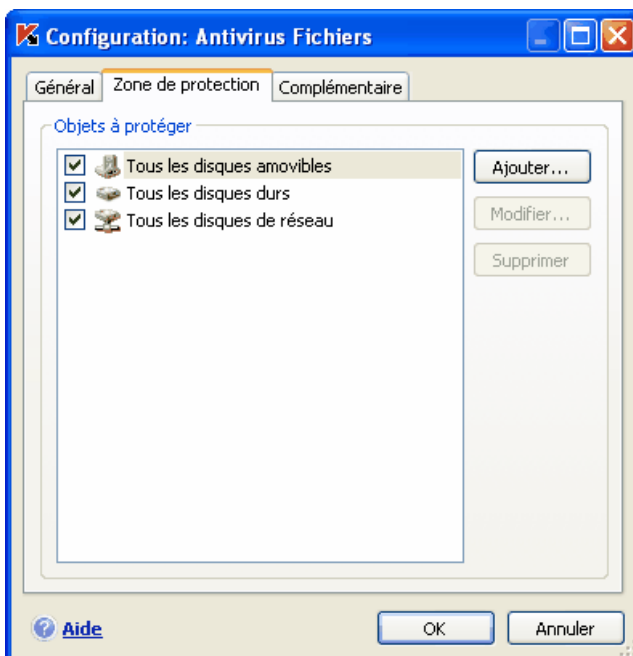 Configuration: Antivirus Fichiers
Général Zone de protection Complémentaire
Objets à protéger
Tous les disques amovibles
Tous les disques durs
Tous les disques de réseau
Ajouter...
Modifier...
Supprimer
Aide
OK
Annuler